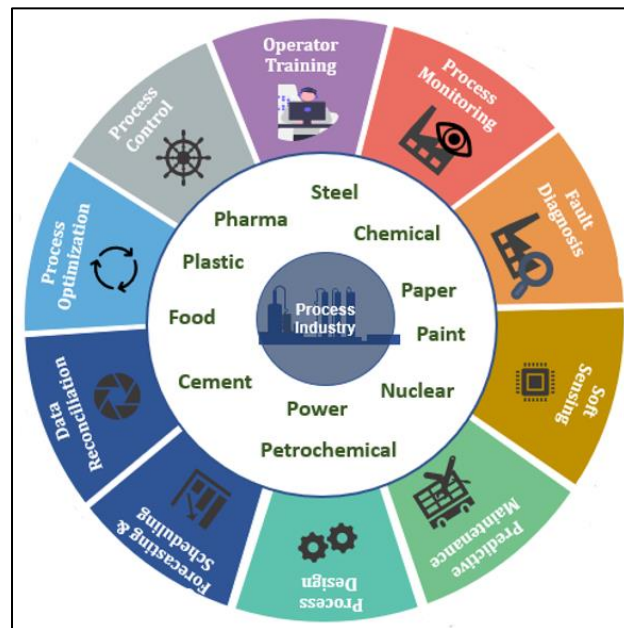 Operator
Training
Process
Monitoring
Fault
Diagnosis
Soft
Sensing
Predictive
Maintenance
Process
Design
Forecasting &
Scheduling
Data
Reconciliation
Process
Optimization
Process
Control
Steel
Pharma
Chemical
Plastic
Paper
Food
Paint
Cement
Nuclear
Power
Petrochemical
Process
Industry